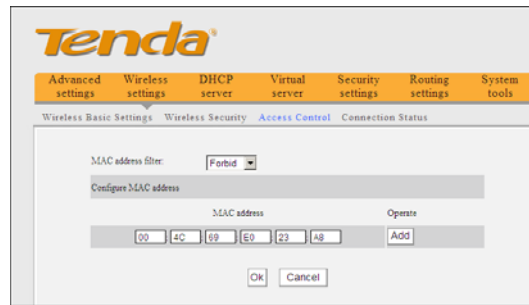 Tenda
Advanced settings Wireless settings DHCP server Virtual server Security settings Routing settings System tools
Wireless Basic Settings Wireless Security Access Control Connection Status
MAC address filter: Forbid
Configure MAC address
MAC address Operate
00 : 4C : 69 : E0 : 23 : A8 Add
Ok Cancel